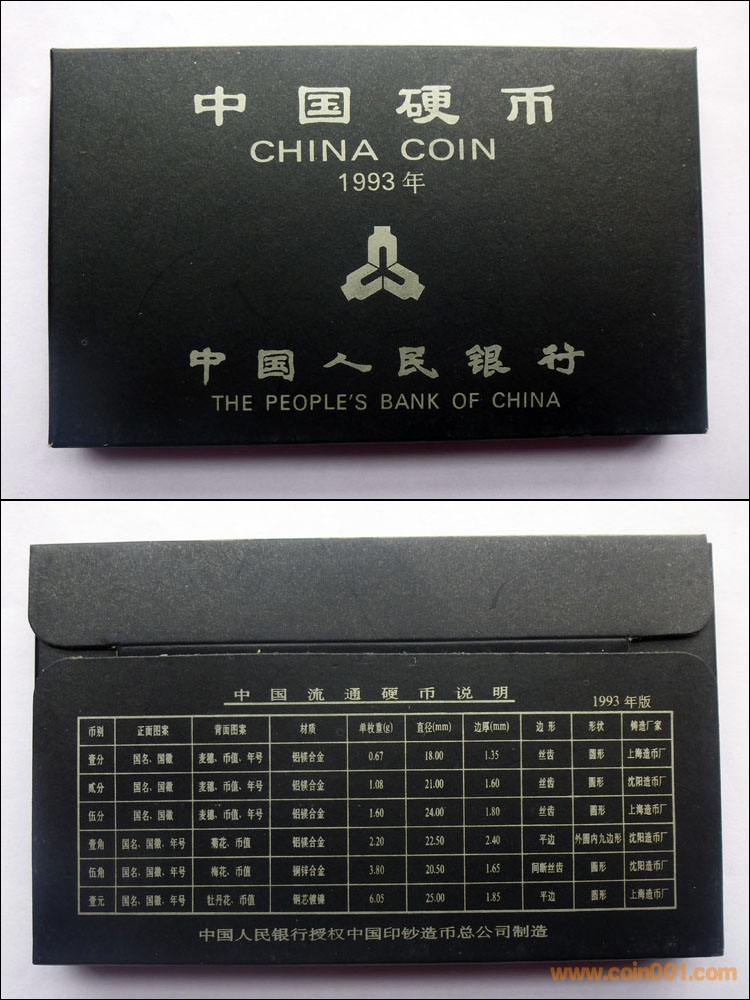 中国硬币
CHINA COIN
1993年
中国人民银行
THE PEOPLE'S BANK OF CHINA
中国流通硬币说明
1993年版
币别 正面图案 背面图案 材质 单枚重(g) 直径(mm) 边厚(mm) 边形 形状 铸造厂家
壹分 国名、国徽 麦穗、币值、年号 铝镁合金 0.67 18.00 1.35 丝齿 圆形 上海造币厂
贰分 国名、国徽 麦穗、币值、年号 铝镁合金 1.08 21.00 1.60 丝齿 圆形 沈阳造币厂
伍分 国名、国徽 麦穗、币值、年号 铝镁合金 1.60 24.00 1.80 丝齿 圆形 上海造币厂
壹角 国名、国徽、年号 菊花、币值 铝镁合金 2.20 22.50 2.40 平边 外圆内九边形 沈阳造币厂
伍角 国名、国徽、年号 梅花、币值 铜锌合金 3.80 20.50 1.65 间断丝齿 圆形 沈阳造币厂
壹元 国名、国徽、年号 牡丹花、币值 铝芯镀镍 6.05 25.00 1.85 平边 圆形 上海造币厂
中国人民银行授权中国印钞造币总公司制造
www.coin001.com